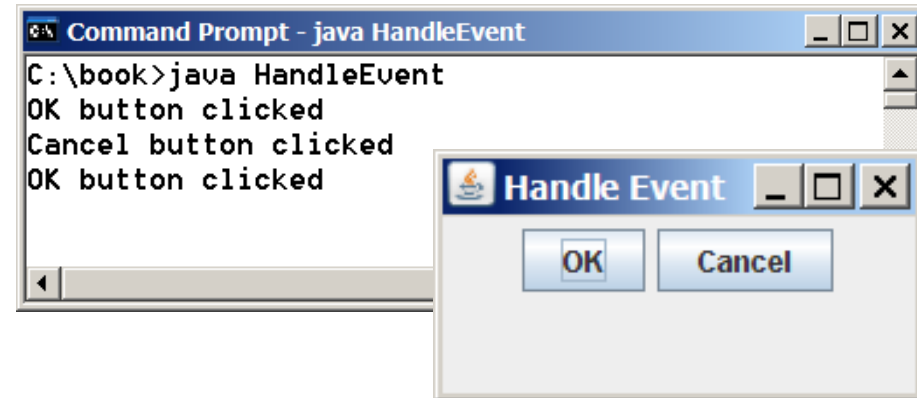 Command Prompt - java HandleEvent
C:\book>java HandleEvent
OK button clicked
Cancel button clicked
OK button clicked
Handle Event
OK Cancel